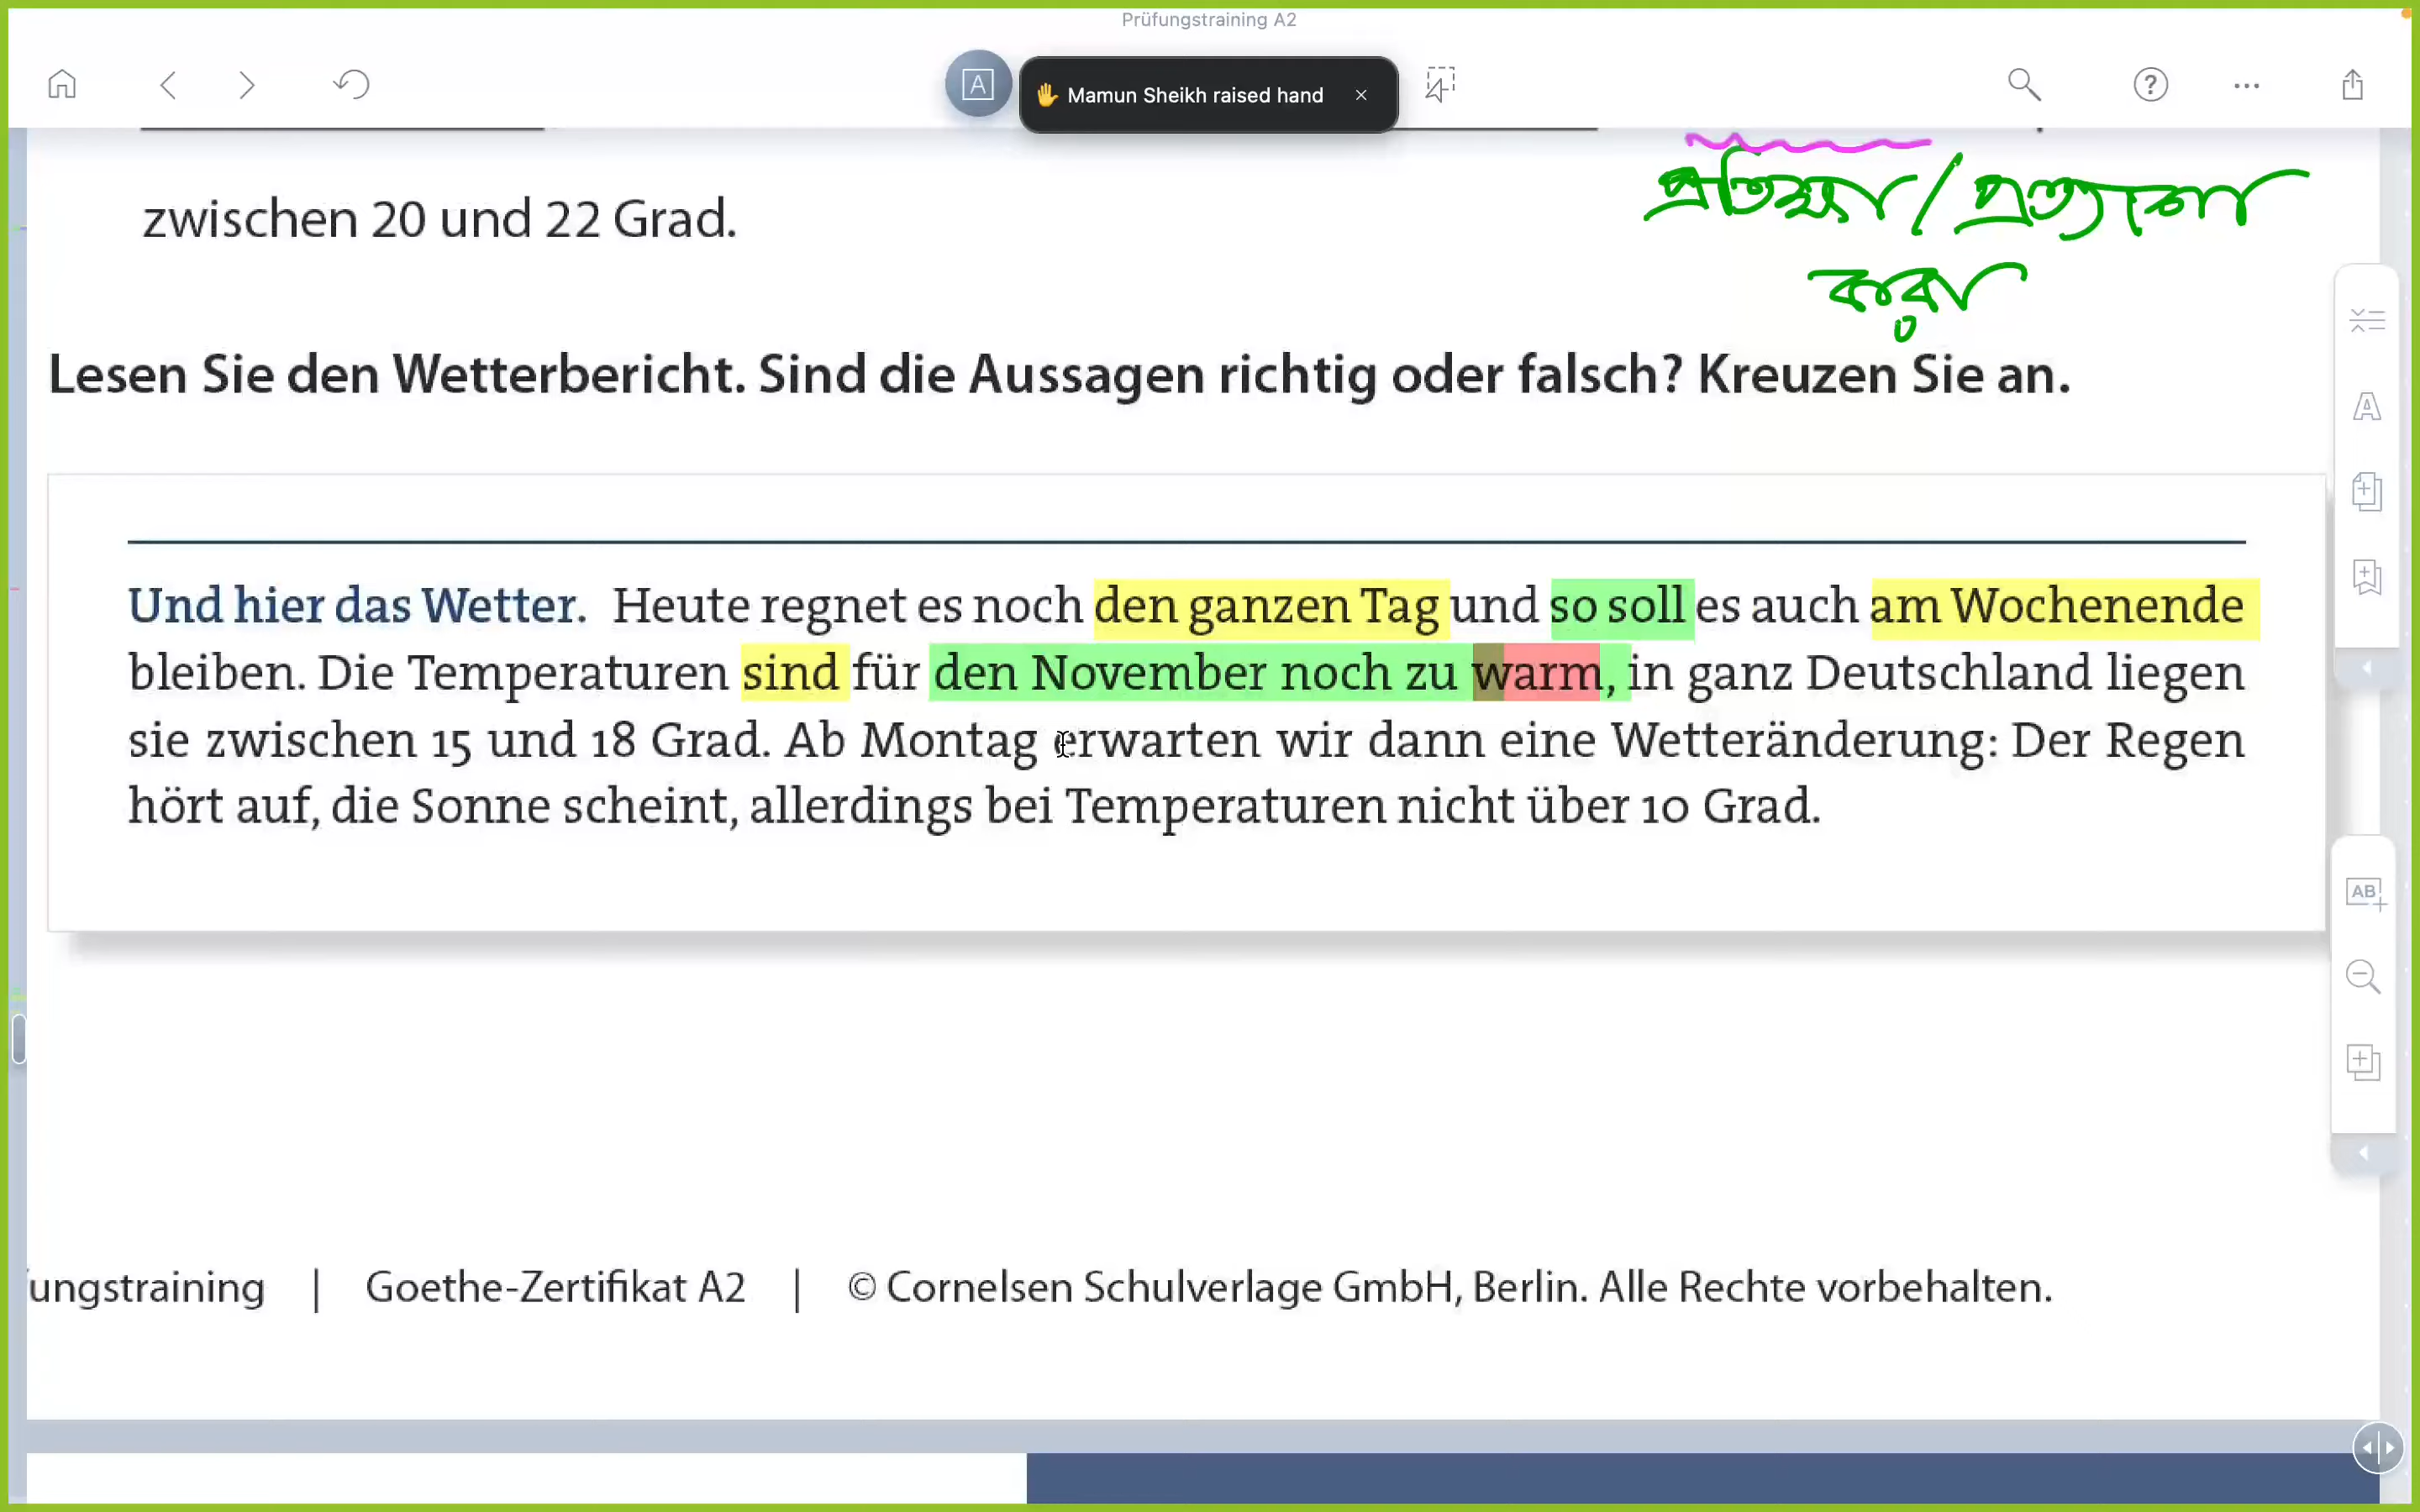 Prüfungstraining A2
A
✋ Mamun Sheikh raised hand ×
?
প্রতিক্ষা/প্রত্যাশা
করা
zwischen 20 und 22 Grad.
Lesen Sie den Wetterbericht. Sind die Aussagen richtig oder falsch? Kreuzen Sie an.
Und hier das Wetter. Heute regnet es noch den ganzen Tag und so soll es auch am Wochenende
bleiben. Die Temperaturen sind für den November noch zu warm, in ganz Deutschland liegen
sie zwischen 15 und 18 Grad. Ab Montag erwarten wir dann eine Wetteränderung: Der Regen
hört auf, die Sonne scheint, allerdings bei Temperaturen nicht über 10 Grad.
A
AB
ungstraining | Goethe-Zertifikat A2 | © Cornelsen Schulverlage GmbH, Berlin. Alle Rechte vorbehalten.